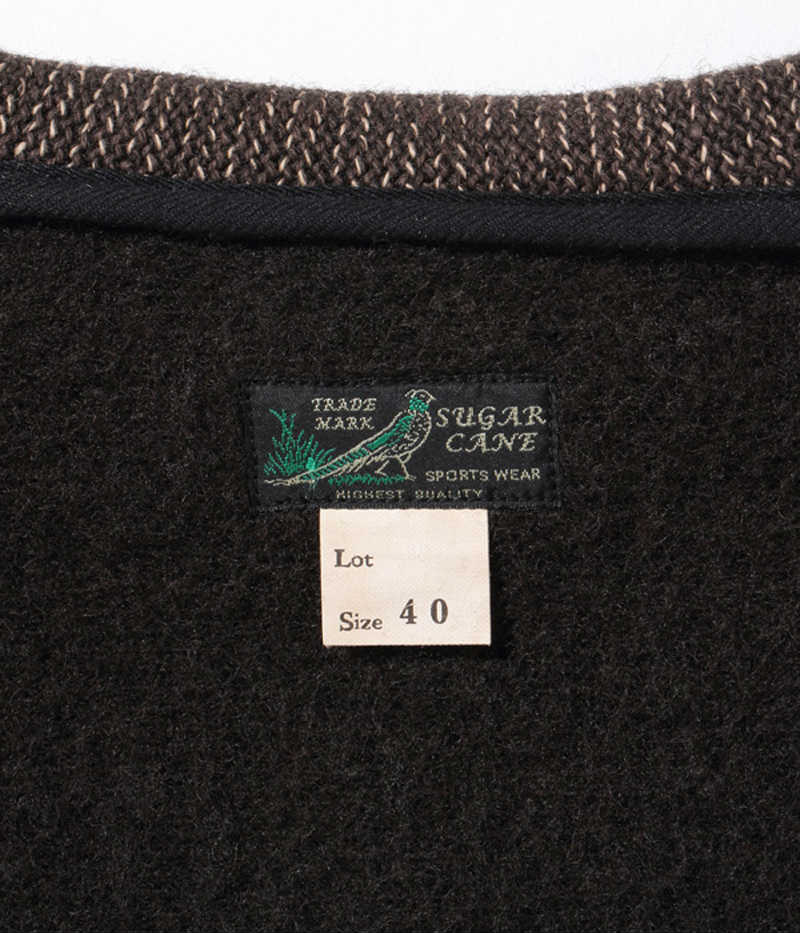 TRADE
MARK
SUGAR
CANE
SPORTS WEAR
HIGHEST QUALITY
Lot
Size 40